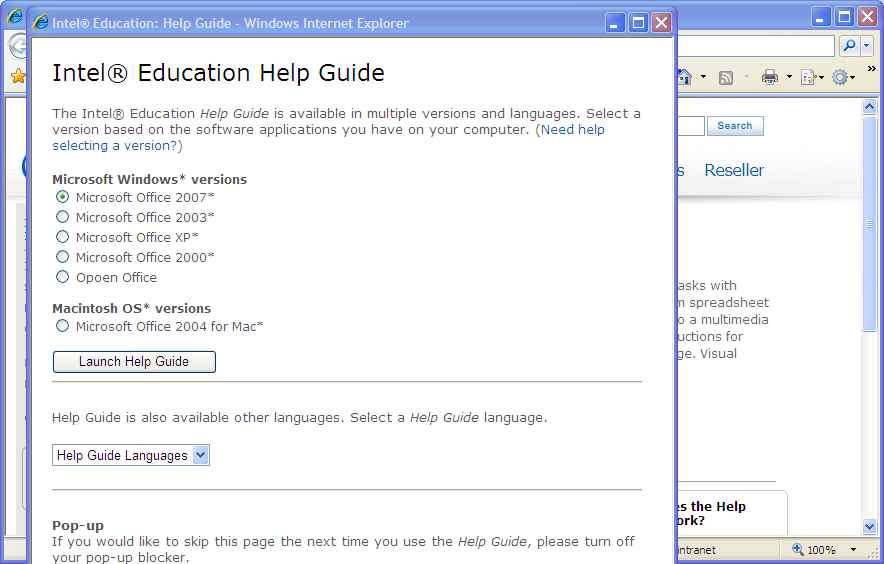 Intel® Education: Help Guide - Windows Internet Explorer
Intel® Education Help Guide
The Intel® Education Help Guide is available in multiple versions and languages. Select a
version based on the software applications you have on your computer. (Need help
selecting a version?)
Microsoft Windows* versions
Microsoft Office 2007*
Microsoft Office 2003*
Microsoft Office XP*
Microsoft Office 2000*
Opoen Office
Macintosh OS* versions
Microsoft Office 2004 for Mac*
Launch Help Guide
Help Guide is also available other languages. Select a Help Guide language.
Help Guide Languages
Pop-up
If you would like to skip this page the next time you use the Help Guide, please turn off
your pop-up blocker.
Search
s Reseller
asks with
spreadsheet
o a multimedia
uctions for
ge. Visual
es the Help
ork?
intranet
100%